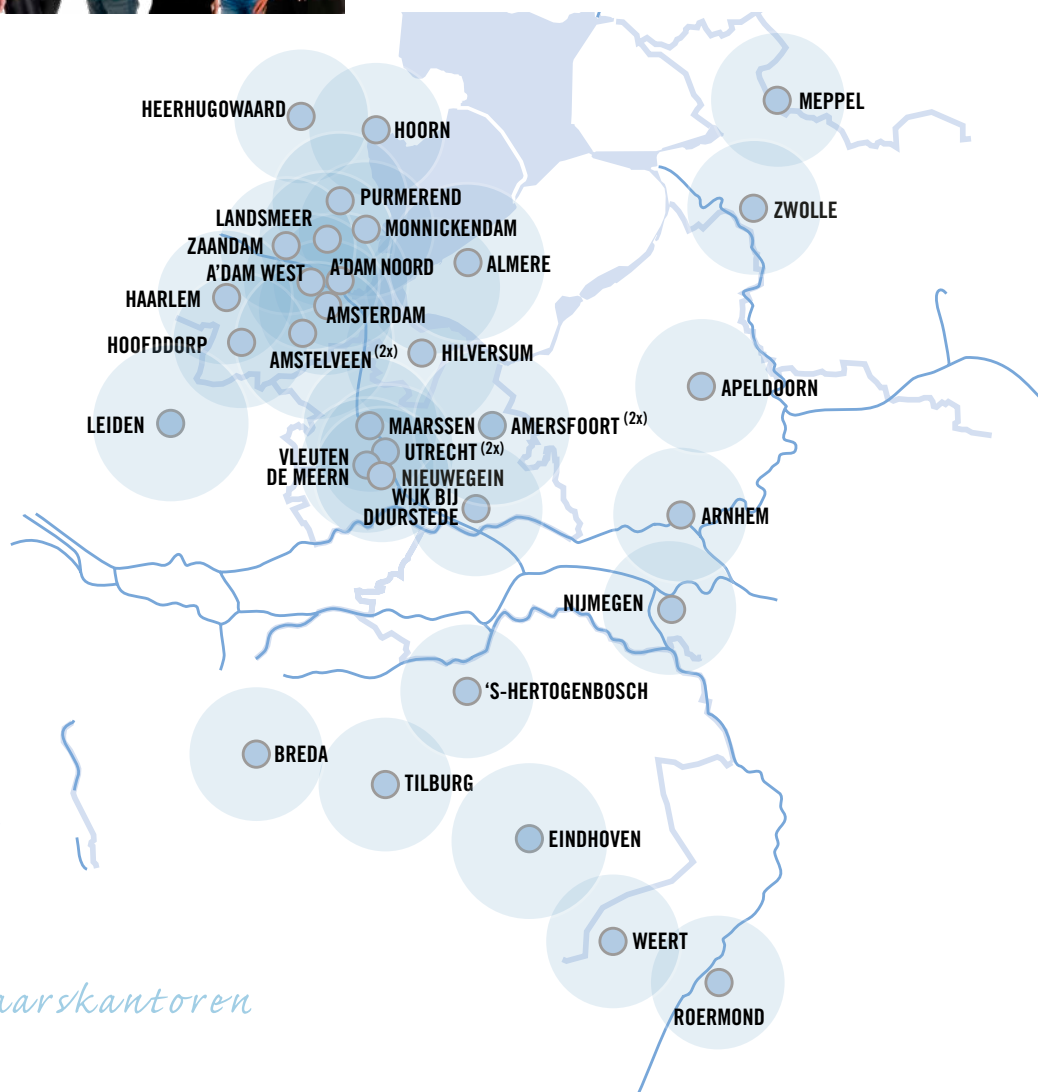 HEERHUGOWAARD
HOORN
MEPPEL
PURMEREND
ZWOLLE
LANDSMEER
MONNICKENDAM
ZAANDAM
A'DAM WEST
A'DAM NOORD
ALMERE
HAARLEM
AMSTERDAM
HOOFDDORP
AMSTELVEEN (2x)
HILVERSUM
APELDOORN
LEIDEN
MAARSSEN
AMERSFOORT (2x)
UTRECHT (2x)
VLEUTEN
DE MEERN
NIEUWEGEIN
WIJK BIJ
DUURSTEDE
ARNHEM
NIJMEGEN
‘S-HERTOGENBOSCH
BREDA
TILBURG
EINDHOVEN
WEERT
ROERMOND
aarskantoren